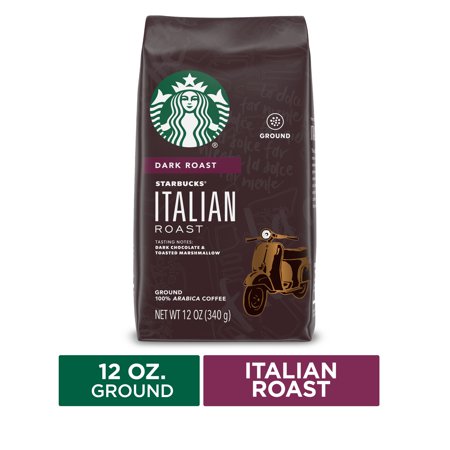 GROUND
DARK ROAST
STARBUCKS®
ITALIAN
ROAST
TASTING NOTES:
DARK CHOCOLATE &
TOASTED MARSHMALLOW
GROUND
100% ARABICA COFFEE
NET WT 12 OZ (340 g)
12 OZ.
GROUND
ITALIAN
ROAST